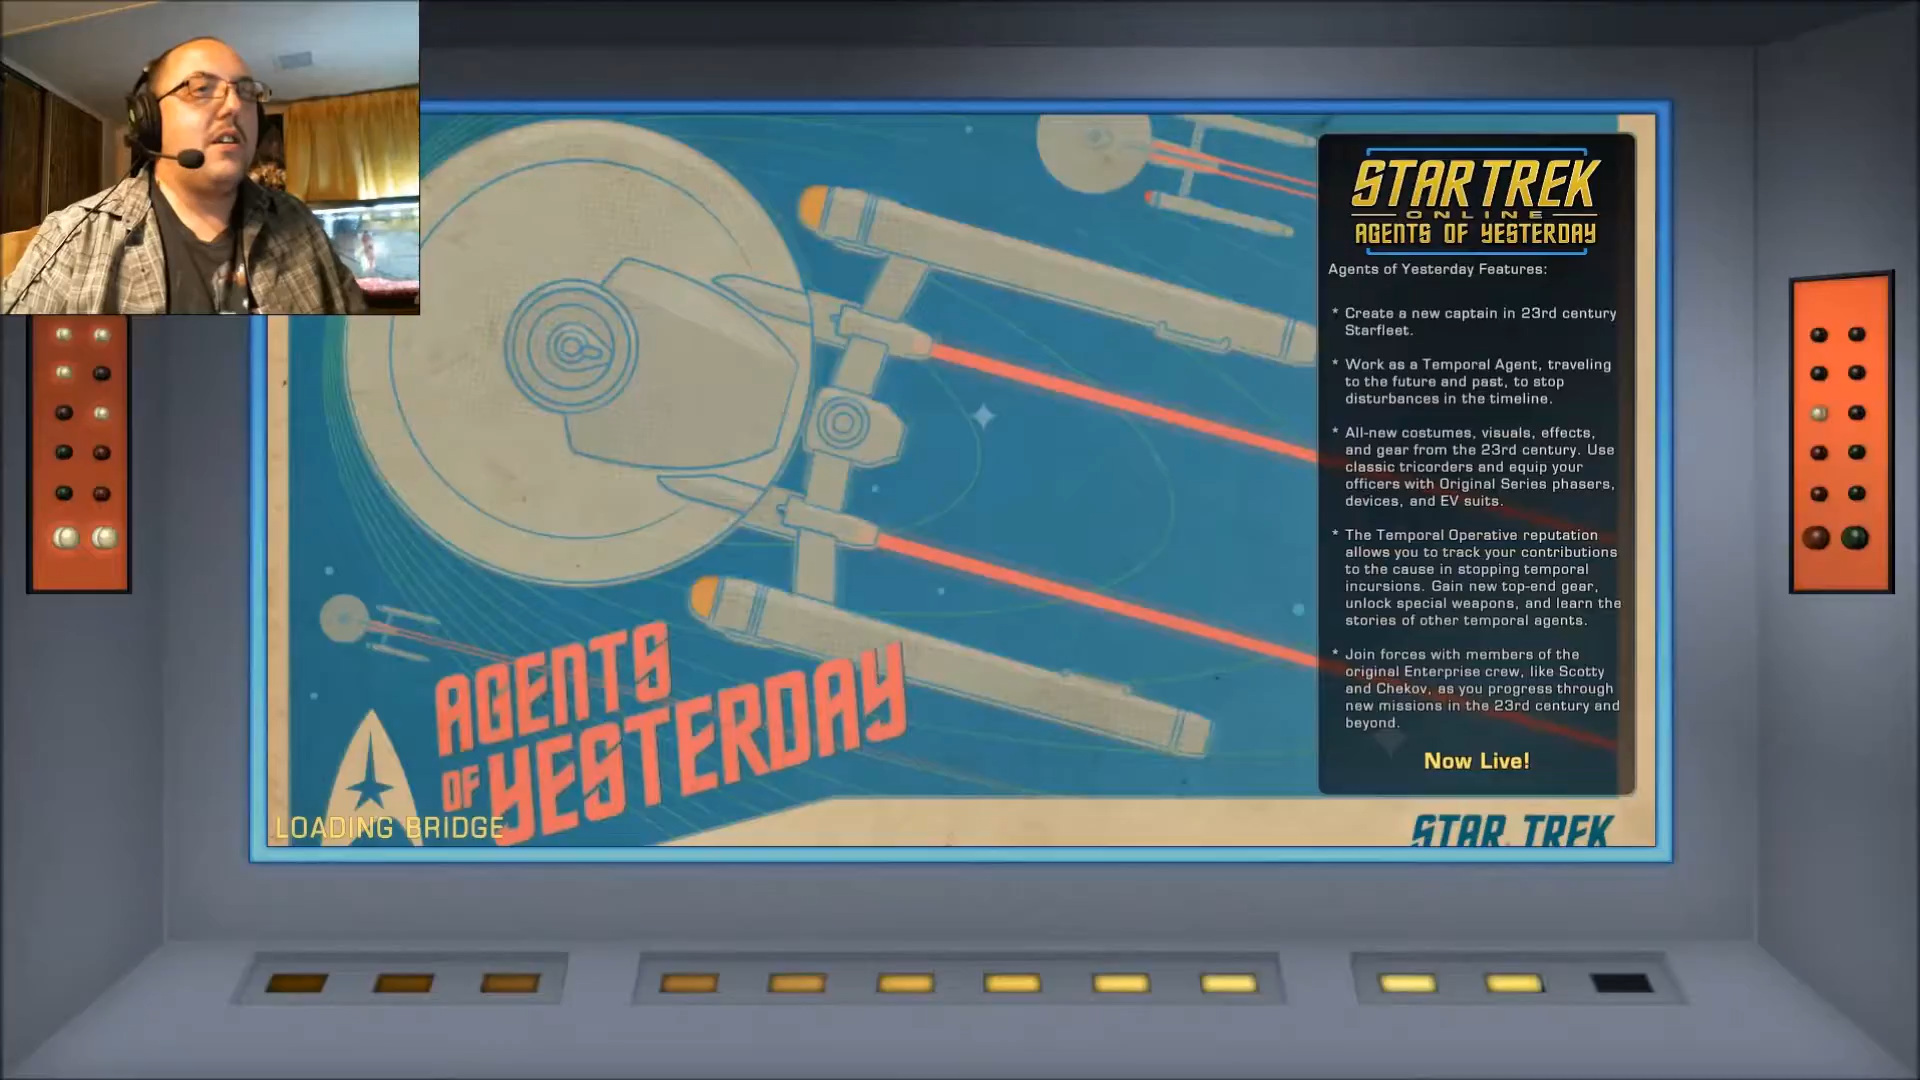 STAR TREK
ONLINE
AGENTS OF YESTERDAY
Agents of Yesterday Features:
* Create a new captain in 23rd century
Starfleet.
* Work as a Temporal Agent, traveling
to the future and past, to stop
disturbances in the timeline.
* All-new costumes, visuals, effects,
and gear from the 23rd century. Use
classic tricorders and equip your
officers with Original Series phasers,
devices, and EV suits.
* The Temporal Operative reputation
allows you to track your contributions
to the cause in stopping temporal
incursions. Gain new top-end gear,
unlock special weapons, and learn the
stories of other temporal agents.
* Join forces with members of the
original Enterprise crew, like Scotty
and Chekov, as you progress through
new missions in the 23rd century and
beyond.
Now Live!
AGENTS
OF YESTERDAY
LOADING BRIDGE
STAR TREK